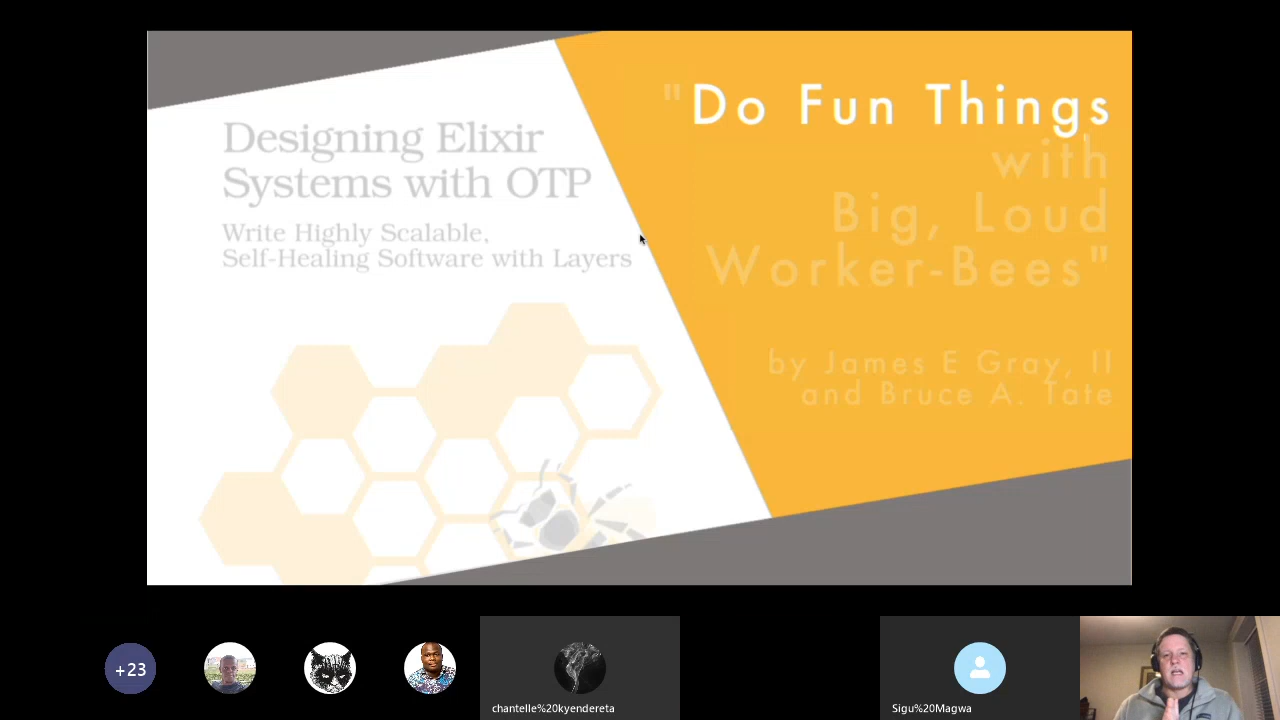 Designing Elixir
Systems with OTP
Write Highly Scalable,
Self-Healing Software with Layers
"Do Fun Things
with
Big, Loud
Worker-Bees"
by James E Gray, II
and Bruce A. Tate
+23
chantelle%20kyendereta
Sigu%20Magwa